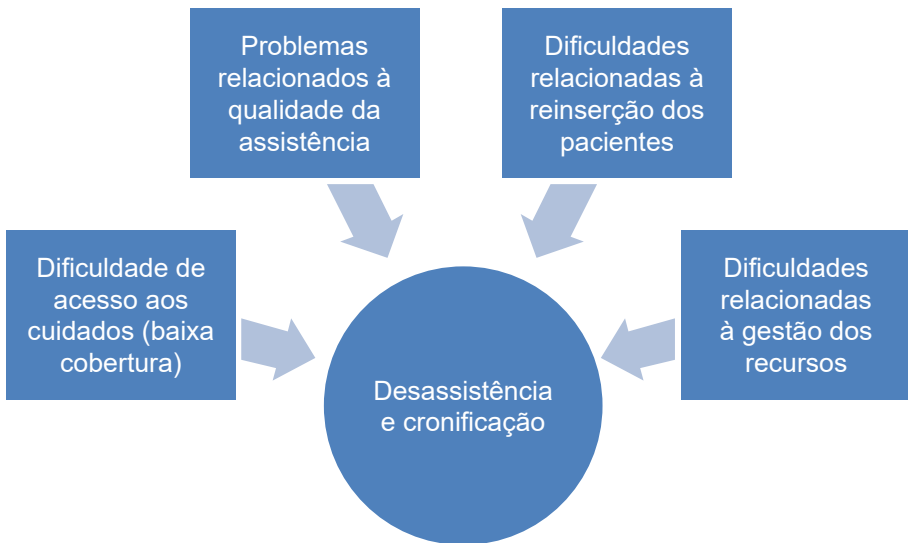 Problemas
relacionados à
qualidade da
assistência
Dificuldades
relacionadas à
reinserção dos
pacientes
Dificuldade de
acesso aos
cuidados (baixa
cobertura)
Dificuldades
relacionadas
à gestão dos
recursos
Desassistência
e cronificação